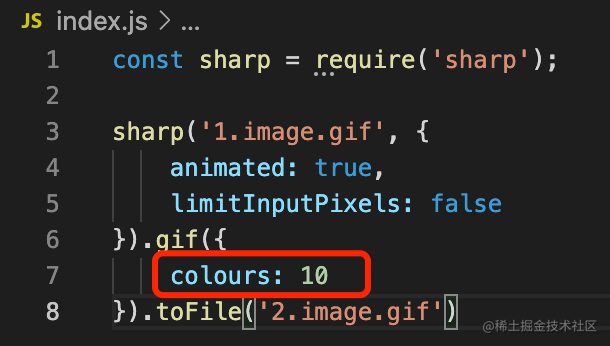 JS index.js > ...
1 const sharp = require('sharp');
2
3 sharp('1.image.gif', {
4 animated: true,
5 limitInputPixels: false
6 }).gif({
7 colours: 10
8 }).toFile('2.image.gif')
@稀土掘金技术社区